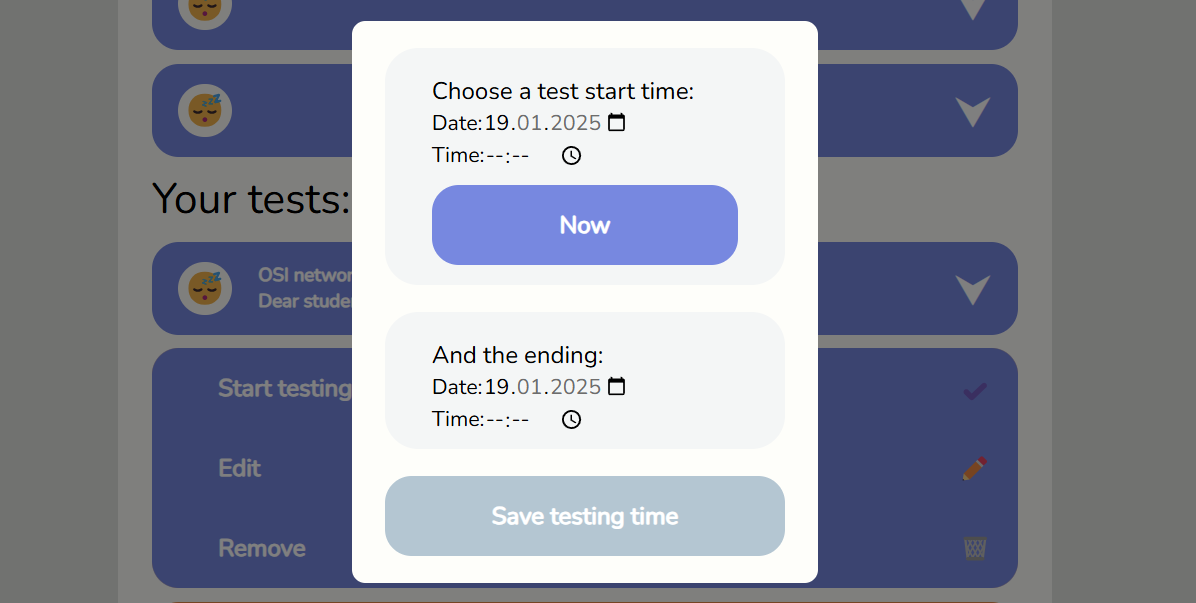 Choose a test start time:
Date:19.01.2025
Time:--:--
Now
Your tests:
OSI networ
Dear studer
And the ending:
Date:19.01.2025
Time:--:--
Start testing
Edit
Remove
Save testing time